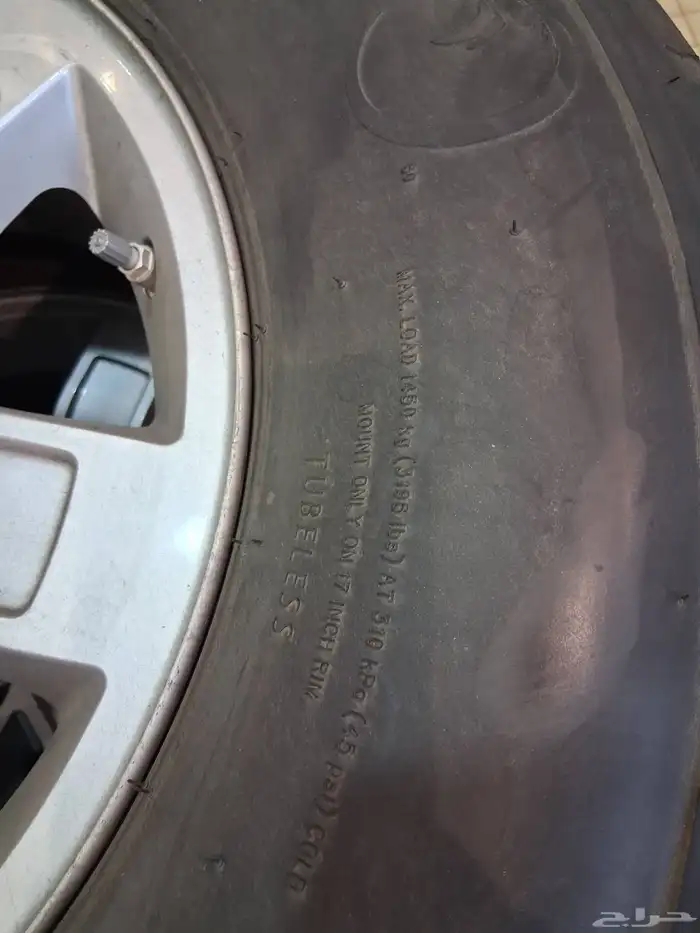 MAX. LOAD 1450 kg (3196 lbs) AT 310 kPa (45 psi) COLD
MOUNT ONLY ON 17 INCH RIM
TUBELESS
حراج